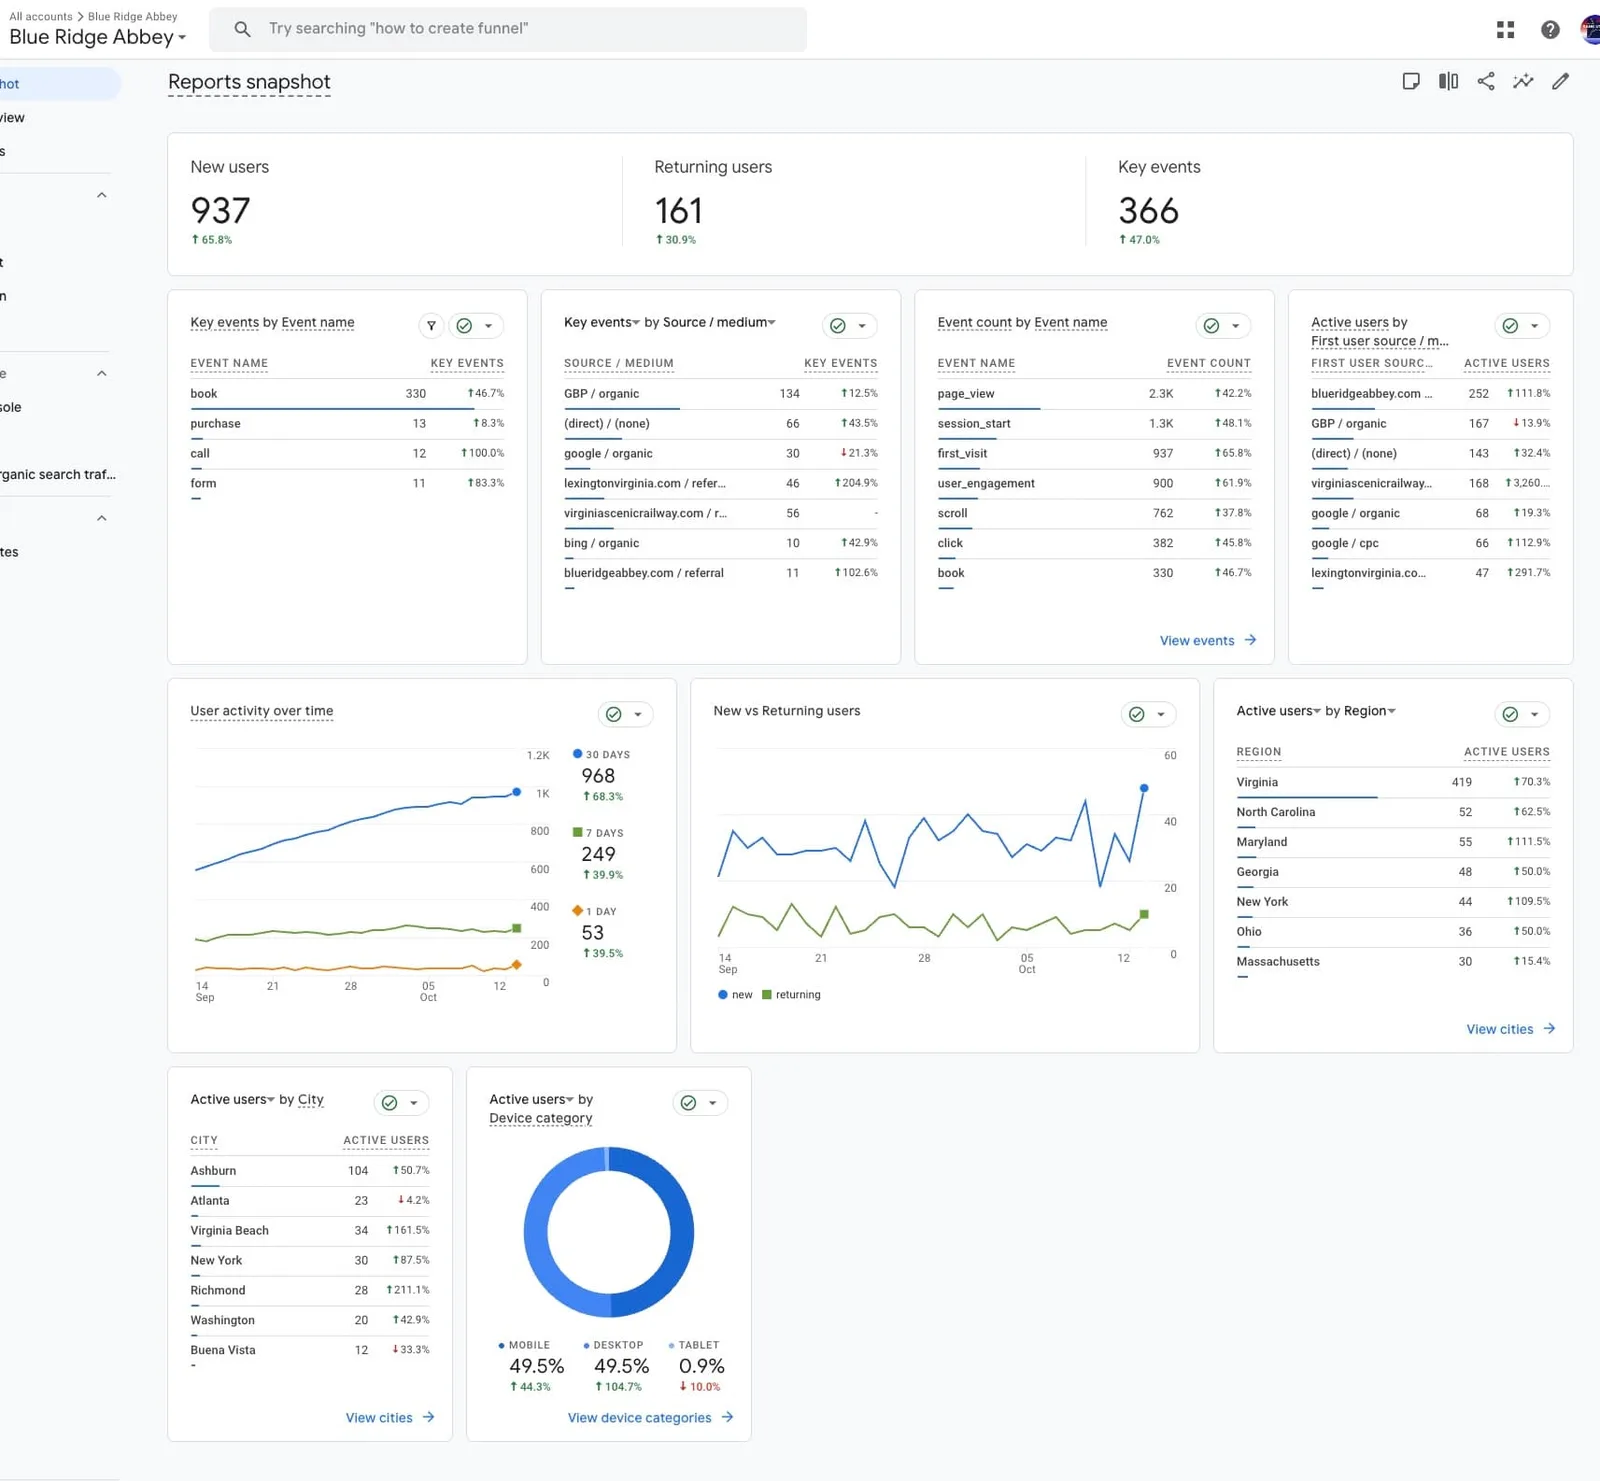 All accounts > Blue Ridge Abbey
Blue Ridge Abbey
Try searching "how to create funnel"
hot
view
s
t
n
e
sole
rganic search traf...
tes
Reports snapshot
New users
937
↑ 65.8%
Returning users
161
↑ 30.9%
Key events
366
↑ 47.0%
Key events by Event name
EVENT NAME KEY EVENTS
book 330 ↑46.7%
purchase 13 ↑8.3%
call 12 ↑100.0%
form 11 ↑83.3%
Key events by Source / medium
SOURCE / MEDIUM KEY EVENTS
GBP / organic 134 ↑12.5%
(direct) / (none) 66 ↑43.5%
google / organic 30 ↓21.3%
lexingtonvirginia.com / refer... 46 ↑204.9%
virginiascenicrailway.com / r... 56 -
bing / organic 10 ↑42.9%
blueridgeabbey.com / referral 11 ↑102.6%
Event count by Event name
EVENT NAME EVENT COUNT
page_view 2.3K ↑42.2%
session_start 1.3K ↑48.1%
first_visit 937 ↑65.8%
user_engagement 900 ↑61.9%
scroll 762 ↑37.8%
click 382 ↑45.8%
book 330 ↑46.7%
View events →
Active users by
First user source / m...
FIRST USER SOURC... ACTIVE USERS
blueridgeabbey.com ... 252 ↑111.8%
GBP / organic 167 ↓13.9%
(direct) / (none) 143 ↑32.4%
virginiascenicrailway... 168 ↑3,260....
google / organic 68 ↑19.3%
google / cpc 66 ↑112.9%
lexingtonvirginia.co... 47 ↑291.7%
User activity over time
1.2K
1K
800
600
400
200
0
14 21 28 05 12
Sep Oct
30 DAYS
968
↑ 68.3%
7 DAYS
249
↑ 39.9%
1 DAY
53
↑ 39.5%
New vs Returning users
60
40
20
0
14 21 28 05 12
Sep Oct
new returning
Active users by Region
REGION ACTIVE USERS
Virginia 419 ↑70.3%
North Carolina 52 ↑62.5%
Maryland 55 ↑111.5%
Georgia 48 ↑50.0%
New York 44 ↑109.5%
Ohio 36 ↑50.0%
Massachusetts 30 ↑15.4%
View cities →
Active users by City
CITY ACTIVE USERS
Ashburn 104 ↑50.7%
Atlanta 23 ↓4.2%
Virginia Beach 34 ↑161.5%
New York 30 ↑87.5%
Richmond 28 ↑211.1%
Washington 20 ↑42.9%
Buena Vista 12 ↓33.3%
View cities →
Active users by
Device category
MOBILE DESKTOP TABLET
49.5% 49.5% 0.9%
↑ 44.3% ↑ 104.7% ↓ 10.0%
View device categories →